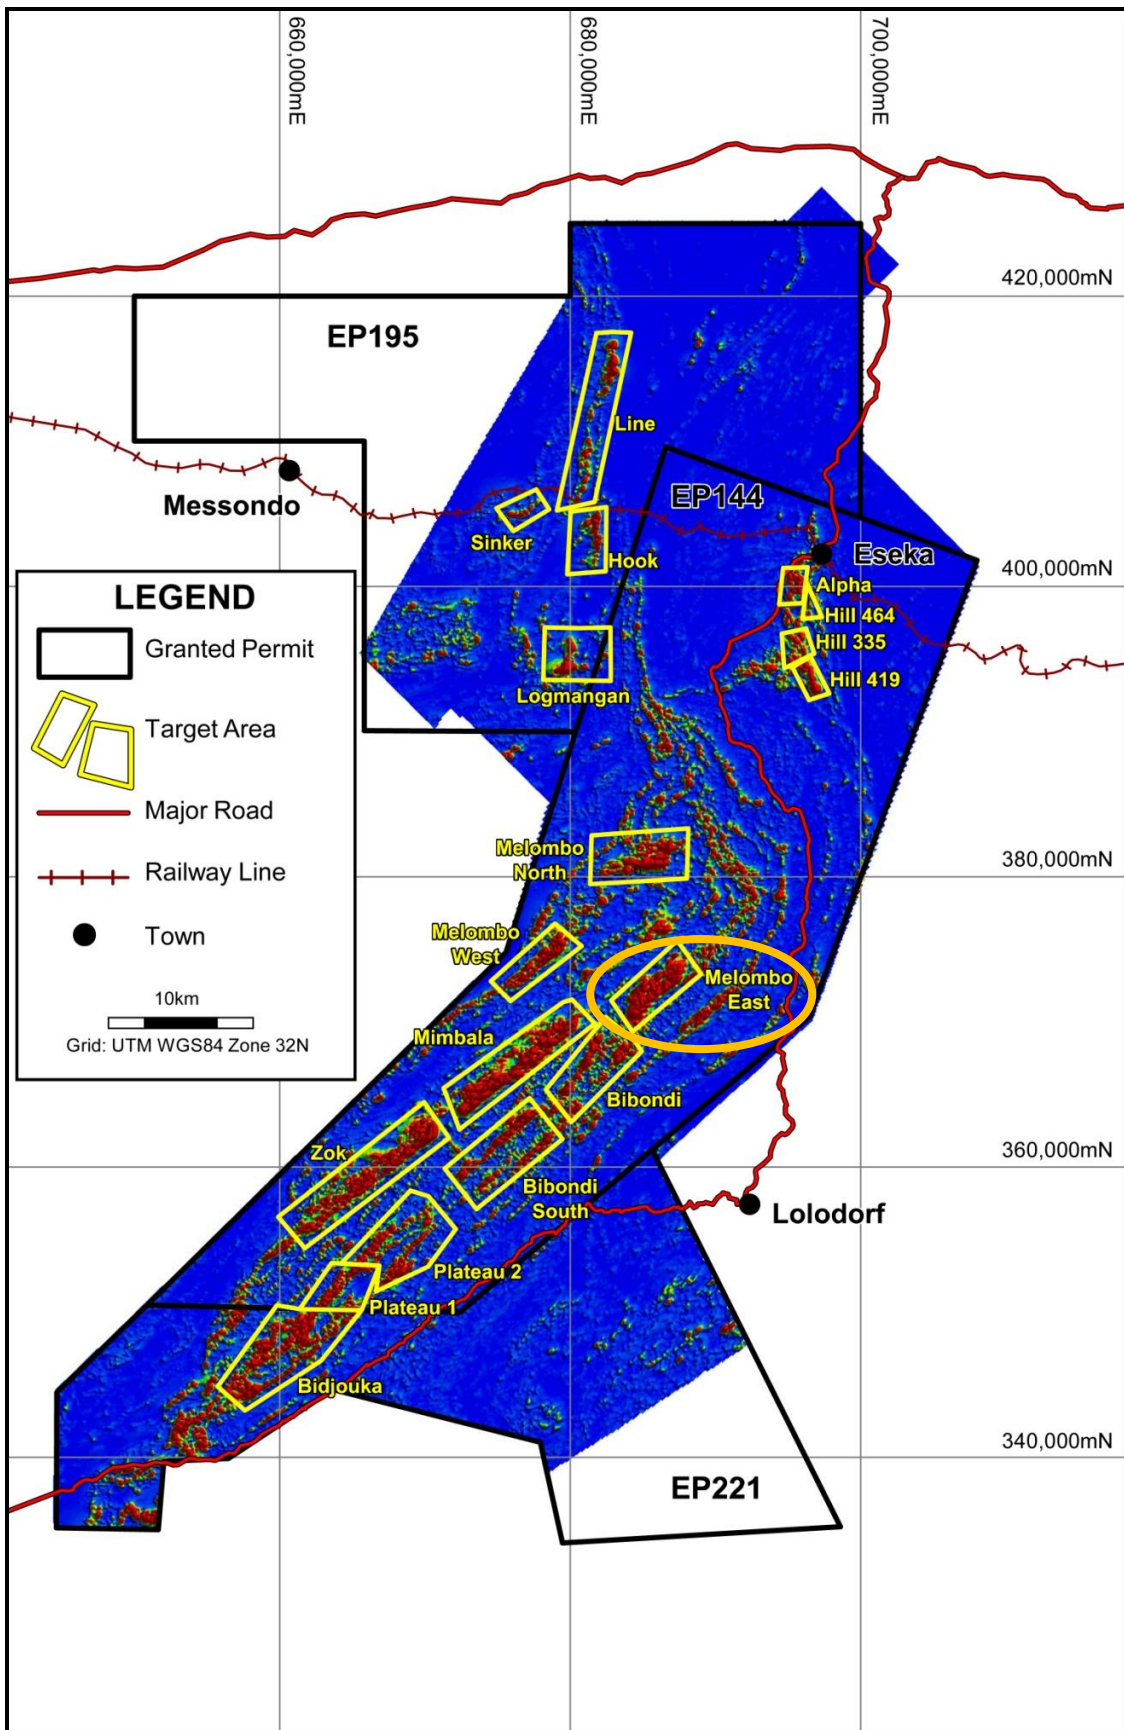 660,000mE
680,000mE
700,000mE
420,000mN
EP195
Line
EP144
Messondo
Sinker
Hook
Eseka
400,000mN
Alpha
Hill 464
Hill 335
Hill 419
Logmangan
LEGEND
Granted Permit
Target Area
Major Road
Railway Line
Town
10km
Grid: UTM WGS84 Zone 32N
Melombo
North
380,000mN
Melombo
West
Melombo
East
Mimbala
Bibondi
Zok
360,000mN
Bibondi
South
Lolodorf
Plateau 2
Plateau 1
Bidjouka
340,000mN
EP221